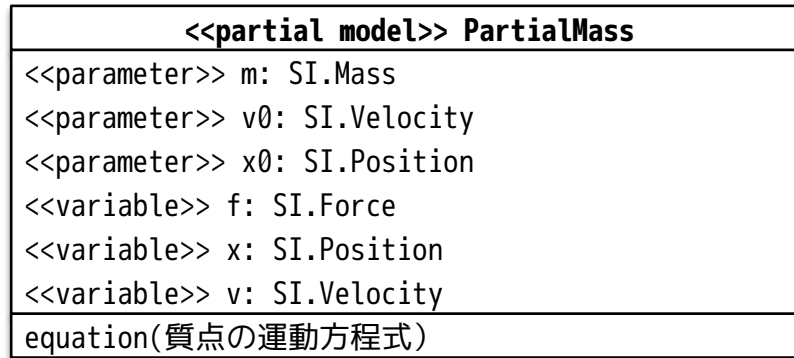 <<partial model>> PartialMass
<<parameter>> m: SI.Mass
<<parameter>> v0: SI.Velocity
<<parameter>> x0: SI.Position
<<variable>> f: SI.Force
<<variable>> x: SI.Position
<<variable>> v: SI.Velocity
equation(質点の運動方程式)